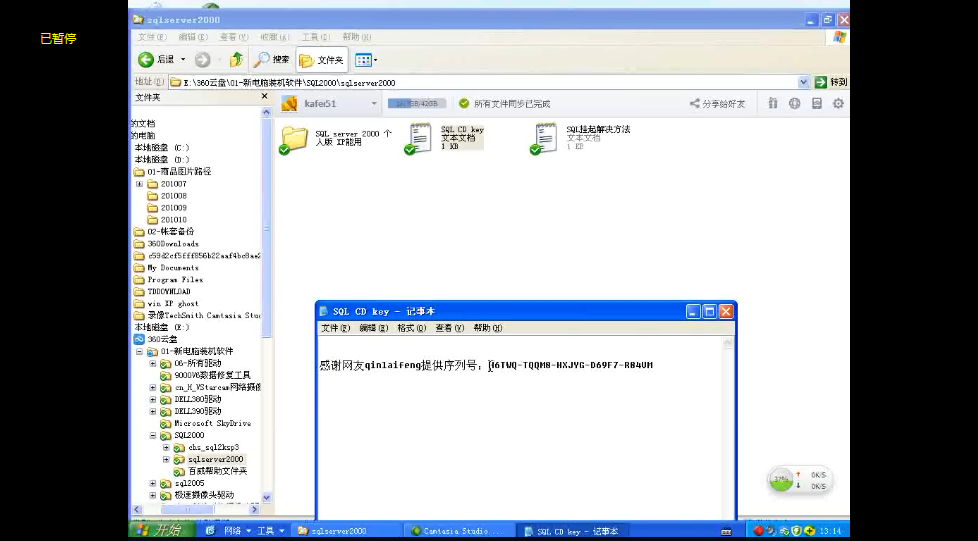 已暂停
sqlserver2000
文件(F) 编辑(E) 查看(V) 收藏(A) 工具(T) 帮助(H)
后退 搜索 文件夹
地址(D) E:\360云盘\01-新电脑装机软件\SQL2000\sqlserver2000 转到
文件夹
kafei51 所有文件同步已完成 分享给好友
SQL server 2000 个人版 XP能用
SQL CD key
文本文档
1 KB
SQL挂起解决方法
文本文档
1 KB
的文档
的电脑
本地磁盘 (C:)
本地磁盘 (D:)
01-商品图片路径
201007
201008
201009
201010
02-帐套备份
360Downloads
My Documents
Program Files
TDDOWNLOAD
win XP ghost
录像TechSmith Camtasia Stu
本地磁盘 (E:)
360云盘
01-新电脑装机软件
06-所有驱动
9000V6数据修复工具
cn_H_VStarcam网络摄像
DELL380驱动
DELL390驱动
Microsoft SkyDrive
SQL2000
chs_sql2ksp3
sqlserver2000
百威帮助文件夹
sql2005
极速摄像头驱动
SQL CD key - 记事本
文件(F) 编辑(E) 格式(O) 查看(V) 帮助(H)
感谢网友qinlaifeng提供序列号：
37%
0K/S
0K/S
开始 网络 工具 sqlserver2000 Camtasia Studio ... SQL CD key - 记事本 13:14